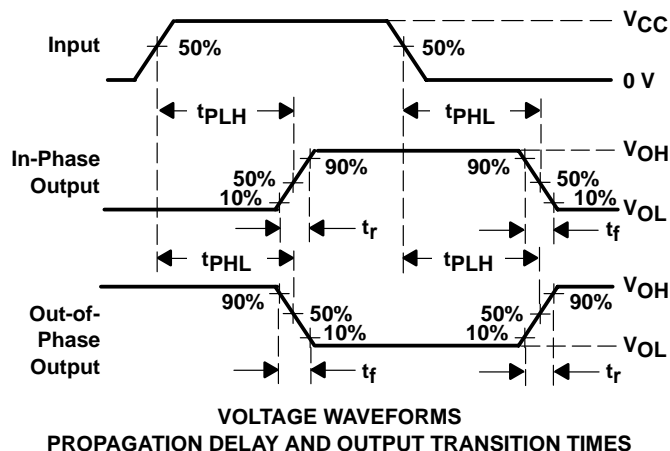 VCC
Input
50%
50%
0 V
tPLH
tPHL
In-Phase
Output
VOH
90%
90%
50%
50%
10%
10%
VOL
tr
tf
tPHL
tPLH
Out-of-
Phase
Output
VOH
90%
90%
50%
50%
10%
10%
VOL
tf
tr
VOLTAGE WAVEFORMS
PROPAGATION DELAY AND OUTPUT TRANSITION TIMES